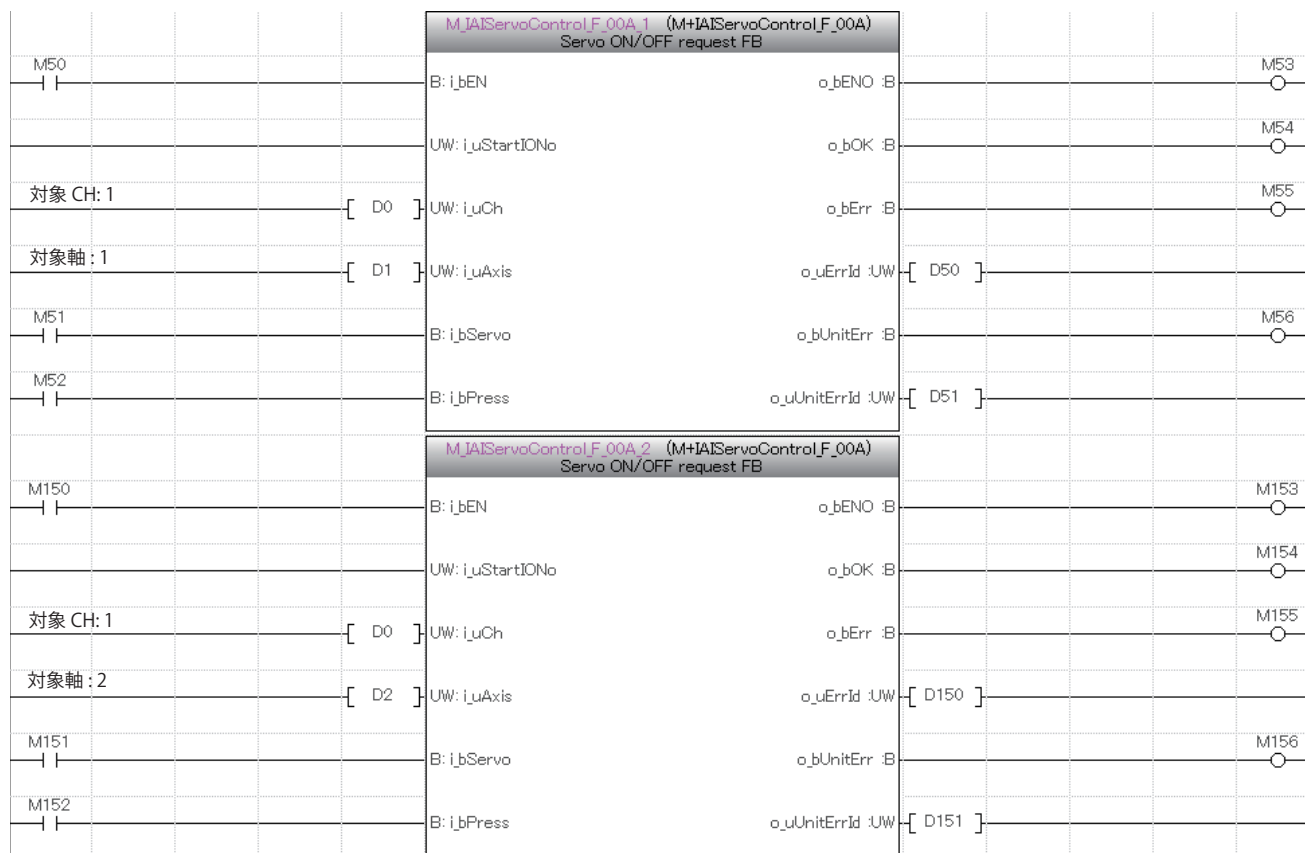 M_IAIServoControl_F_00A_1 (M+IAIServoControl_F_00A)
Servo ON/OFF request FB
M50 M53
B: i_bEN o_bENO :B
M54
UW: i_uStartIONo o_bOK :B
対象 CH: 1 M55
D0 UW: i_uCh o_bErr :B
対象軸 : 1
D1 UW: i_uAxis o_uErrId :UW D50
M51 M56
B: i_bServo o_bUnitErr :B
M52
B: i_bPress o_uUnitErrId :UW D51
M_IAIServoControl_F_00A_2 (M+IAIServoControl_F_00A)
Servo ON/OFF request FB
M150 M153
B: i_bEN o_bENO :B
M154
UW: i_uStartIONo o_bOK :B
対象 CH: 1 M155
D0 UW: i_uCh o_bErr :B
対象軸 : 2
D2 UW: i_uAxis o_uErrId :UW D150
M151 M156
B: i_bServo o_bUnitErr :B
M152
B: i_bPress o_uUnitErrId :UW D151